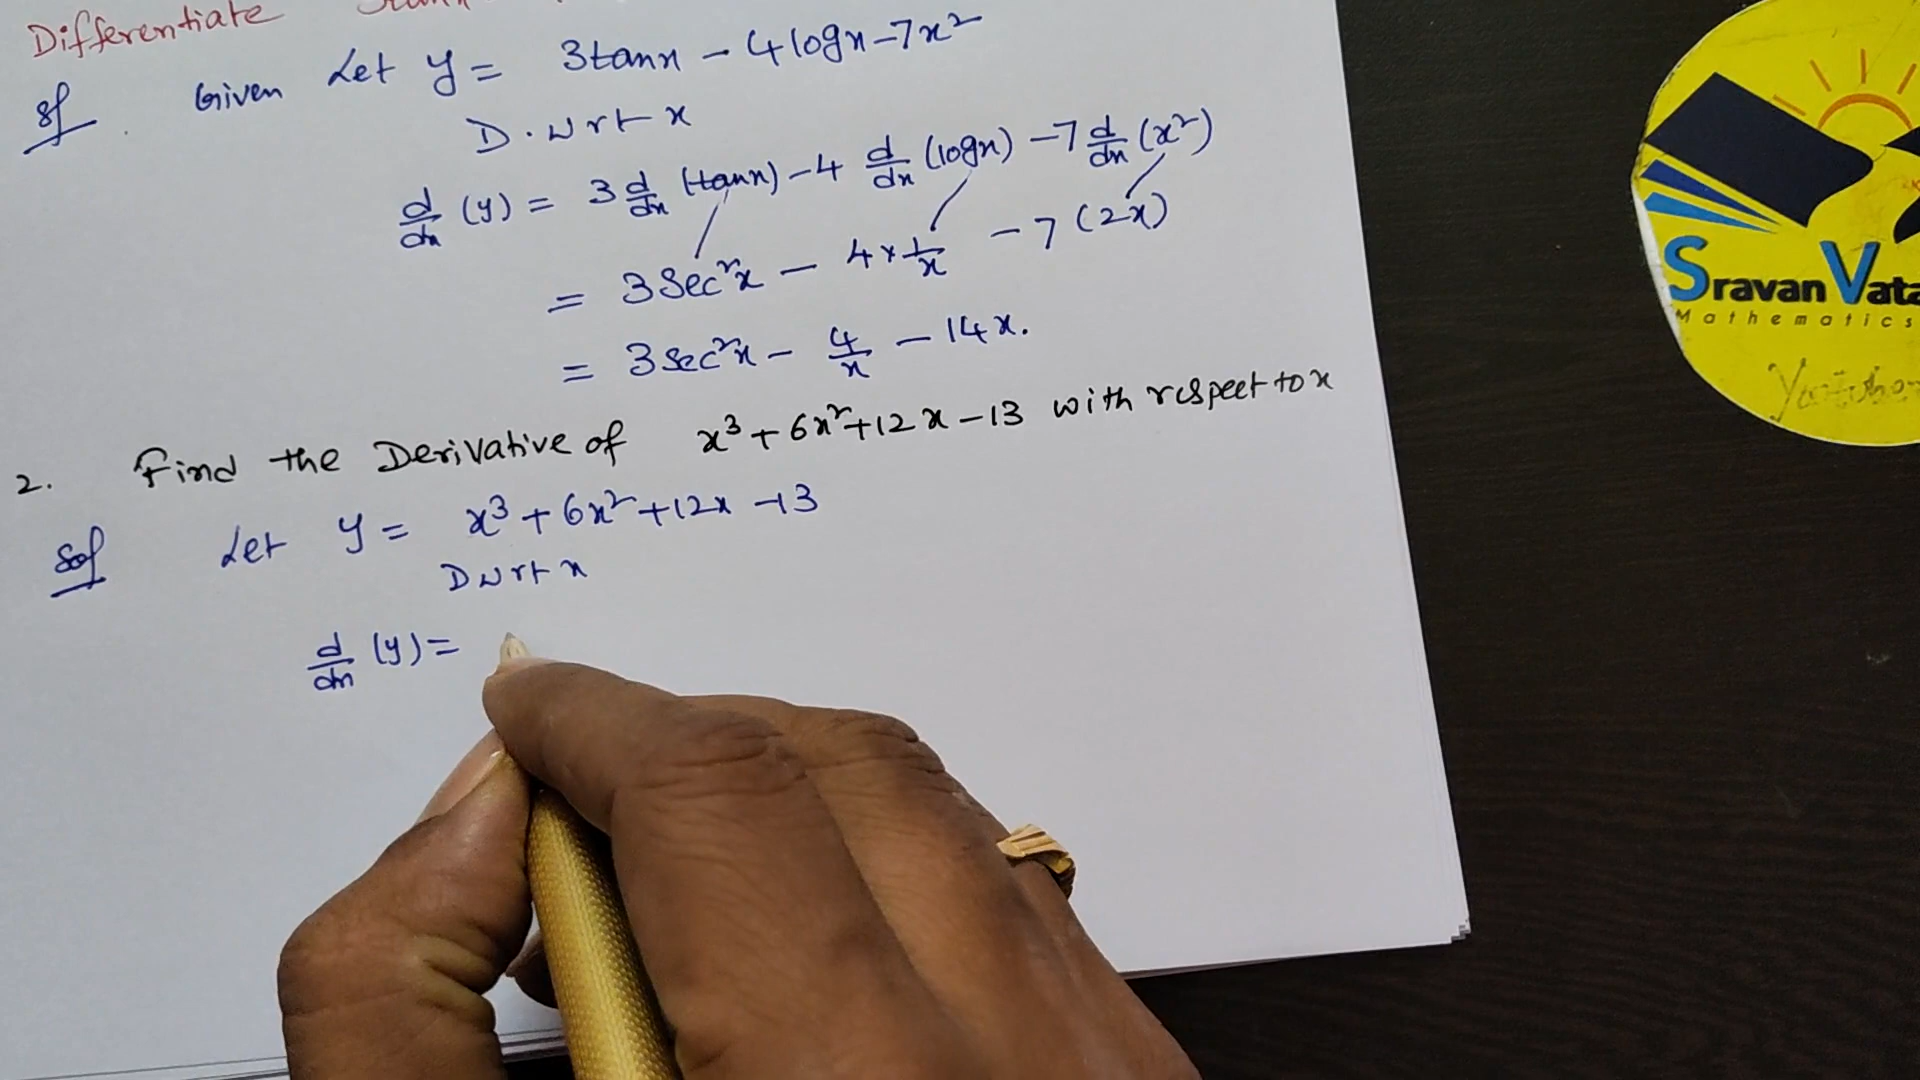 Differentiate
Sol Given Let y = 3tanx - 4logx - 7x²
D.wrt x
d/dx (y) = 3 d/dx (tanx) - 4 d/dx (logx) - 7 d/dx (x²)
= 3Sec²x - 4 × 1/x - 7(2x)
= 3sec²x - 4/x - 14x.
2. Find the Derivative of x³ + 6x² + 12x - 13 with respect to x
Sol Let y = x³ + 6x² + 12x - 13
Dwrt x
d/dx (y) =
Sravan Vata
Mathematics